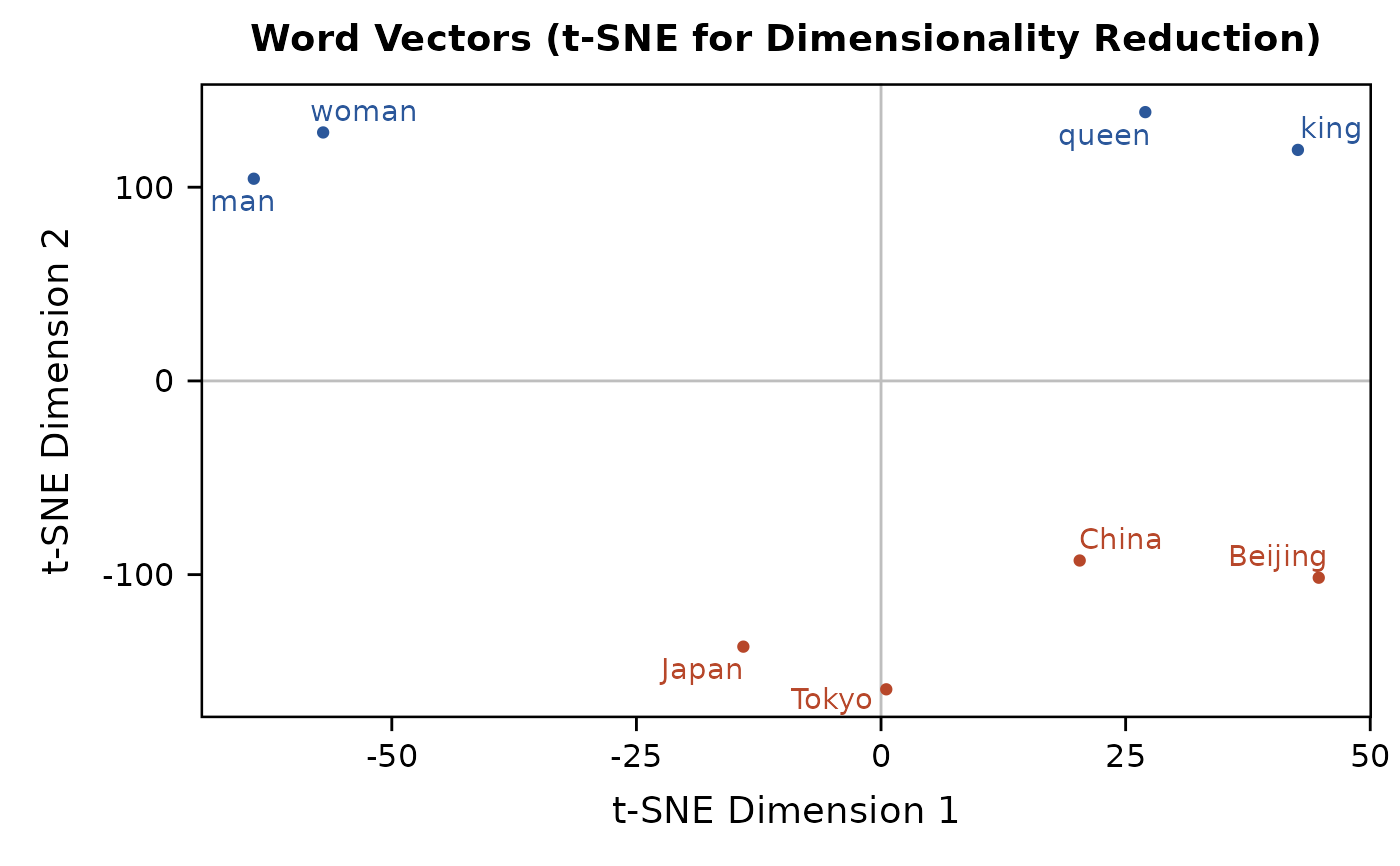 Word Vectors (t-SNE for Dimensionality Reduction)
woman
king
queen
man
100
0
-100
t-SNE Dimension 2
China
Beijing
Japan
Tokyo
-50
-25
0
25
50
t-SNE Dimension 1